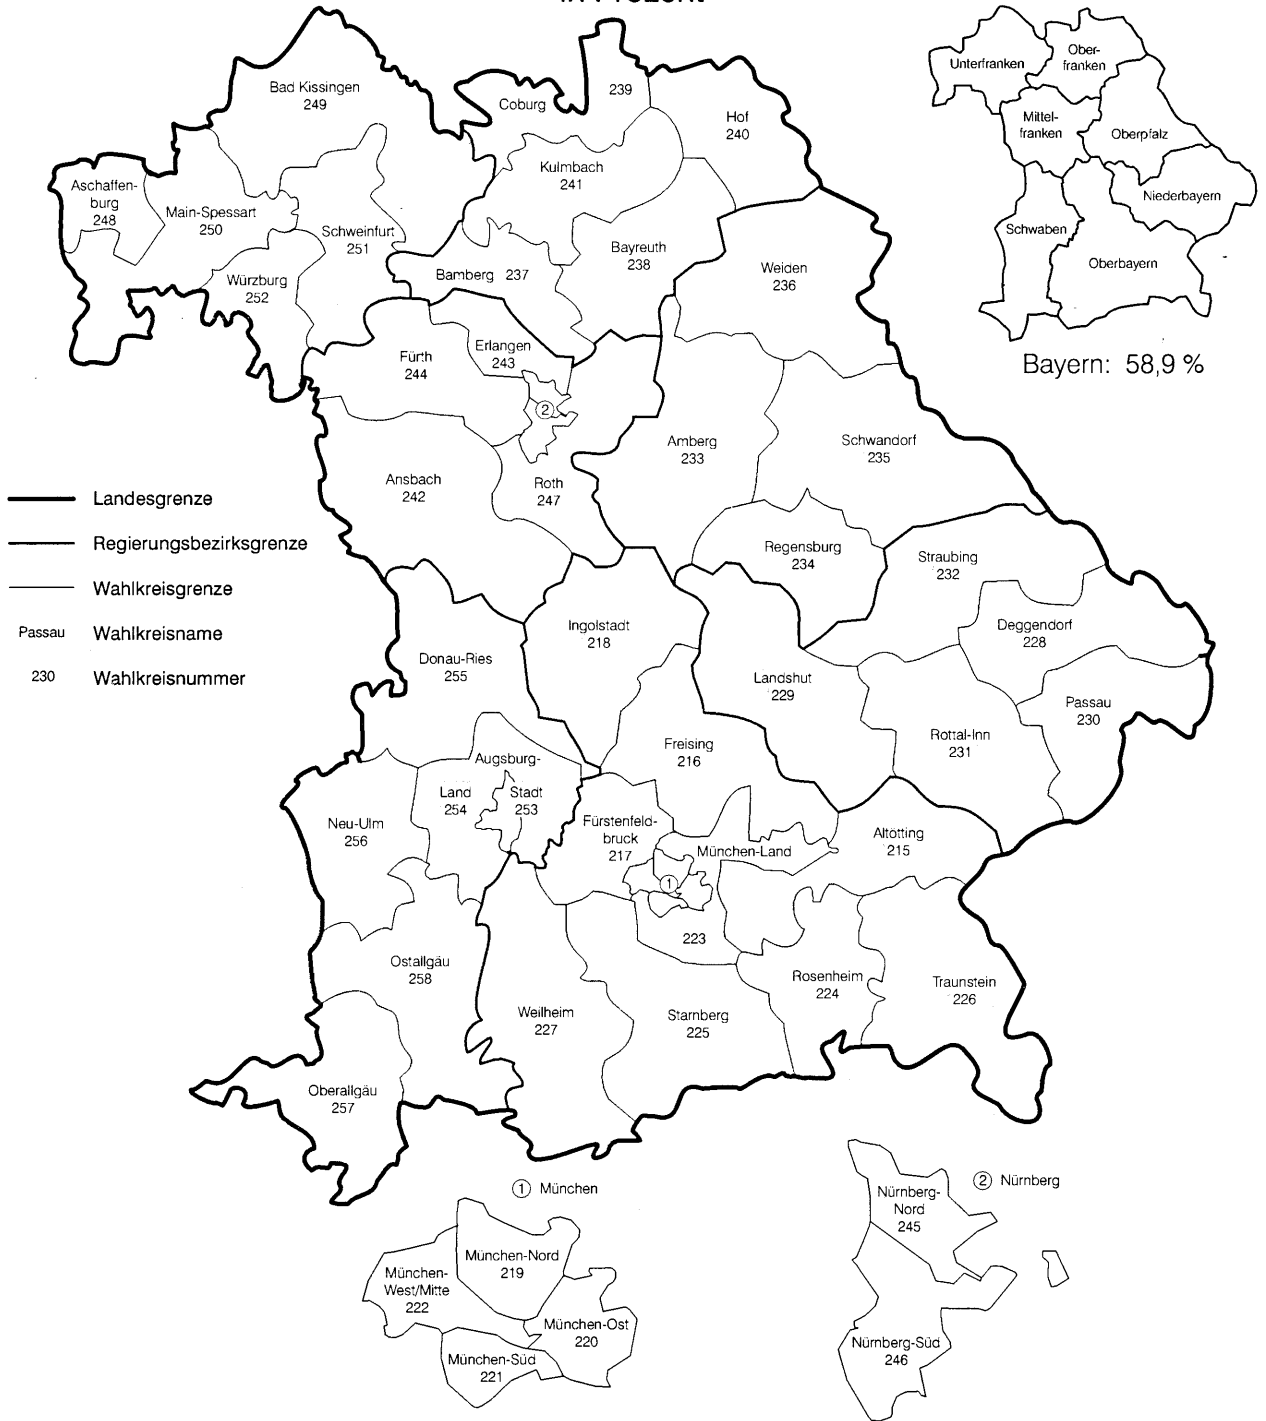 Bad Kissingen
249
Coburg
239
Hof
240
Kulmbach
241
Aschaffen-
burg
248
Main-Spessart
250
Schweinfurt
251
Würzburg
252
Bamberg 237
Bayreuth
238
Weiden
236
Fürth
244
Erlangen
243
2
Amberg
233
Schwandorf
235
Ansbach
242
Roth
247
Regensburg
234
Straubing
232
Deggendorf
228
Ingolstadt
218
Donau-Ries
255
Landshut
229
Passau
230
Rottal-Inn
231
Freising
216
Augsburg-
Land
254
Stadt
253
Neu-Ulm
256
Fürstenfeld-
bruck
217
München-Land
1
223
Altötting
215
Ostallgäu
258
Weilheim
227
Starnberg
225
Rosenheim
224
Traunstein
226
Oberallgäu
257
Unterfranken
Ober-
franken
Mittel-
franken
Oberpfalz
Niederbayern
Schwaben
Oberbayern
Bayern: 58,9 %
Landesgrenze
Regierungsbezirksgrenze
Wahlkreisgrenze
Passau Wahlkreisname
230 Wahlkreisnummer
1 München
München-Nord
219
München-
West/Mitte
222
München-Ost
220
München-Süd
221
2 Nürnberg
Nürnberg-
Nord
245
Nürnberg-Süd
246